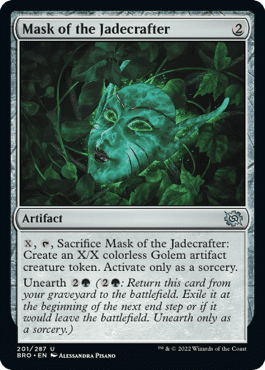 Mask of the Jadecrafter 2
Artifact
X, T, Sacrifice Mask of the Jadecrafter:
Create an X/X colorless Golem artifact
creature token. Activate only as a sorcery.
Unearth 2 (2: Return this card from
your graveyard to the battlefield. Exile it at
the beginning of the next end step or if it
would leave the battlefield. Unearth only as
a sorcery.)
201/287 U
BRO • EN Alessandra Pisano
™ & © 2022 Wizards of the Coast